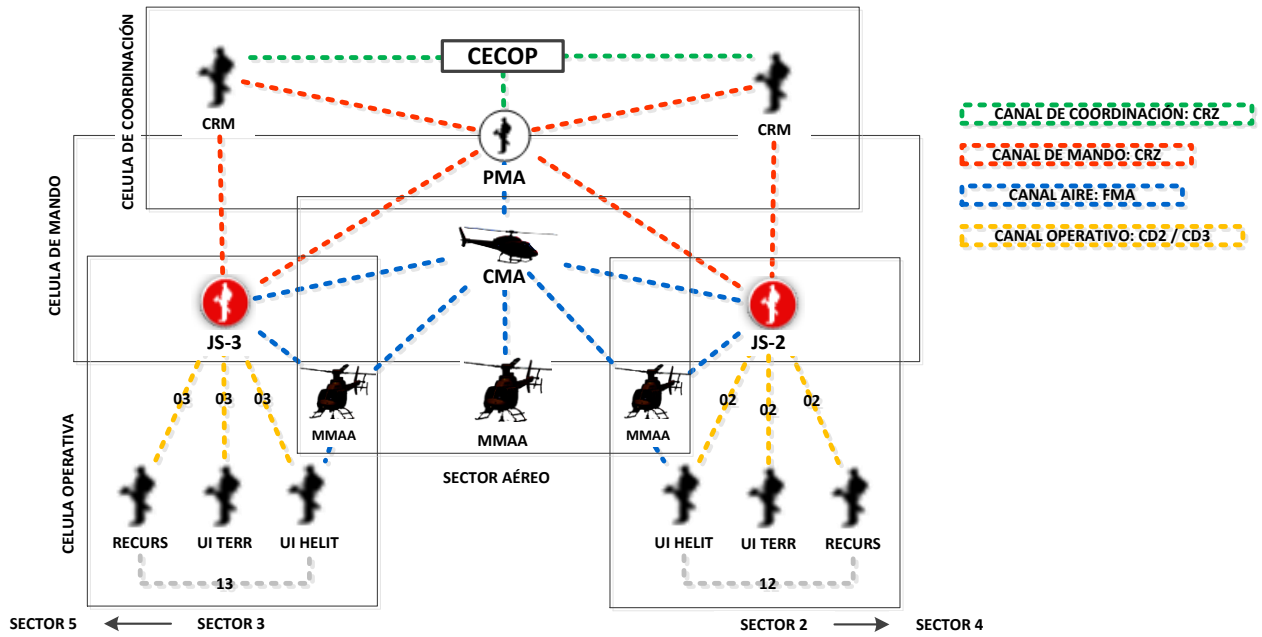 CECOP
CELULA DE COORDINACIÓN
CRM
CRM
CANAL DE COORDINACIÓN: CRZ
CANAL DE MANDO: CRZ
CANAL AIRE: FMA
CANAL OPERATIVO: CD2 / CD3
PMA
CELULA DE MANDO
CMA
JS-3
JS-2
03
03
03
02
02
02
MMAA
MMAA
MMAA
CELULA OPERATIVA
SECTOR AÉREO
RECURS
UI TERR
UI HELIT
UI HELIT
UI TERR
RECURS
13
12
SECTOR 5
SECTOR 3
SECTOR 2
SECTOR 4